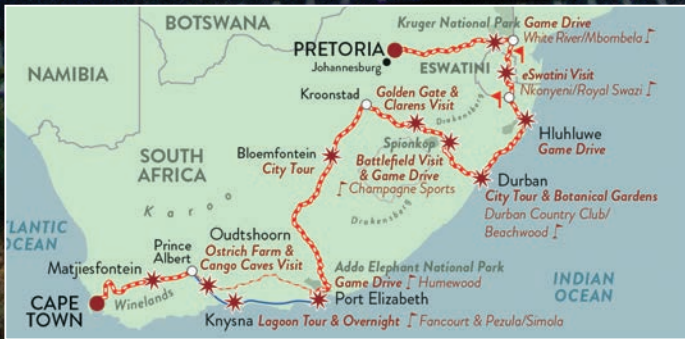 BOTSWANA
NAMIBIA
Kruger National Park Game Drive
White River/Mbombela
PRETORIA
Johannesburg
ESWATINI
eSwatini Visit
Nkonyeni/Royal Swazi
Golden Gate &
Clarens Visit
Kroonstad
Drakensberg
Hluhluwe
Game Drive
SOUTH
AFRICA
Bloemfontein
City Tour
Spionkop
Battlefield Visit
& Game Drive
Champagne Sports
Durban
City Tour & Botanical Gardens
Durban Country Club/
Beachwood
Karoo
Drakensberg
LANTIC
OCEAN
Prince
Albert
Oudtshoorn
Ostrich Farm &
Cango Caves Visit
Addo Elephant National Park
Game Drive Humewood
INDIAN
OCEAN
Matjiesfontein
Winelands
CAPE
TOWN
Port Elizabeth
Knysna Lagoon Tour & Overnight Fancourt & Pezula/Simola